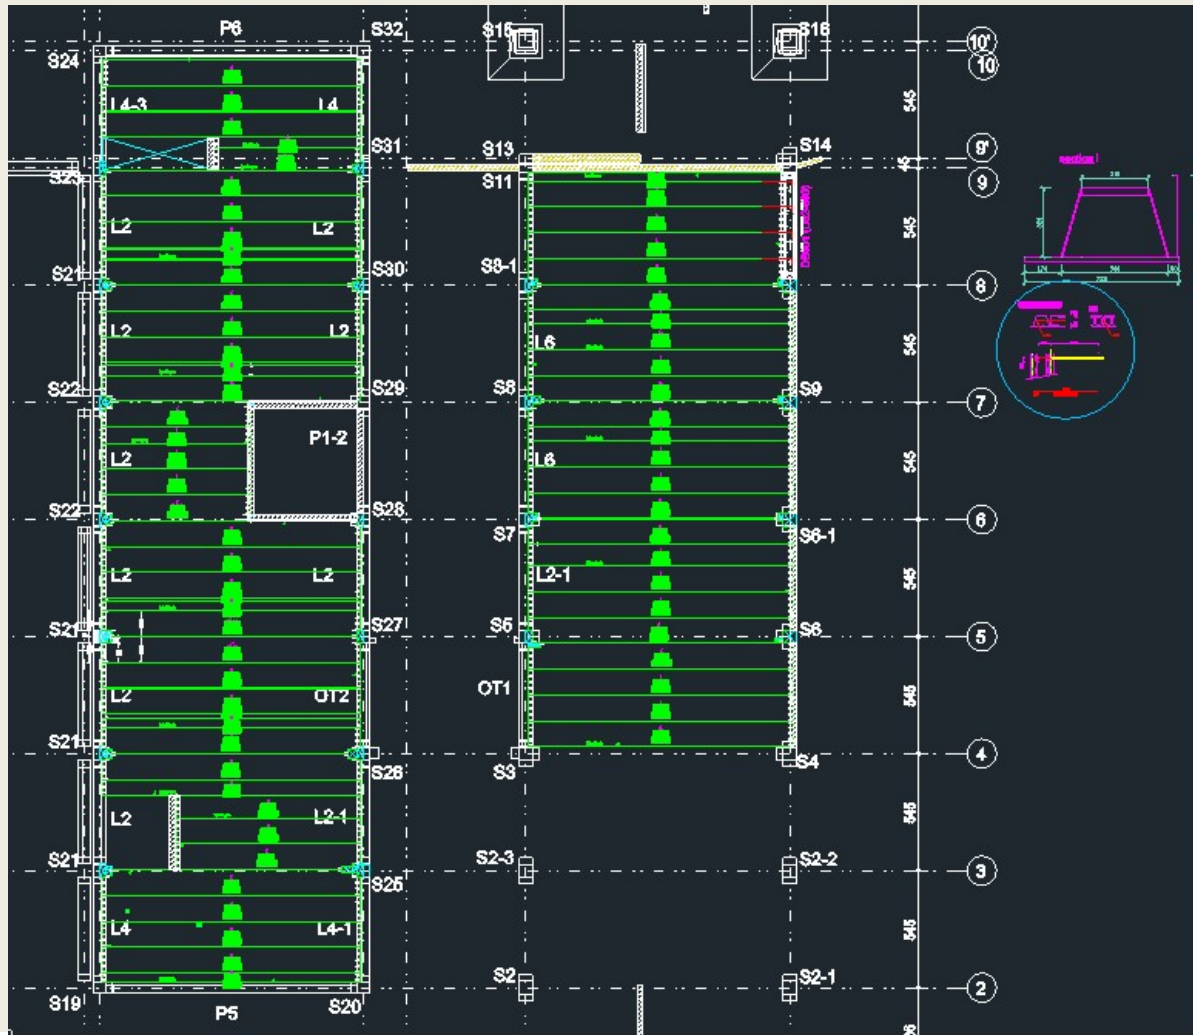 P6
S32
S15
S16
10'
S24
10
545
L4-3
L4
S31
S13
S14
9'
45
S23
S11
9
section I
L2
L2
545
S21
S30
S8-1
8
L2
L2
L6
545
S22
S29
S8
S9
7
P1-2
L2
L6
545
S22
S28
S7
S6-1
6
L2
L2
L2-1
545
S21
S27
S5
S6
5
L2
OT2
OT1
545
S21
S26
S3
S4
4
L2
L2-1
545
S21
S25
S2-3
S2-2
3
L4
L4-1
545
S19
S20
S2
S2-1
2
P5